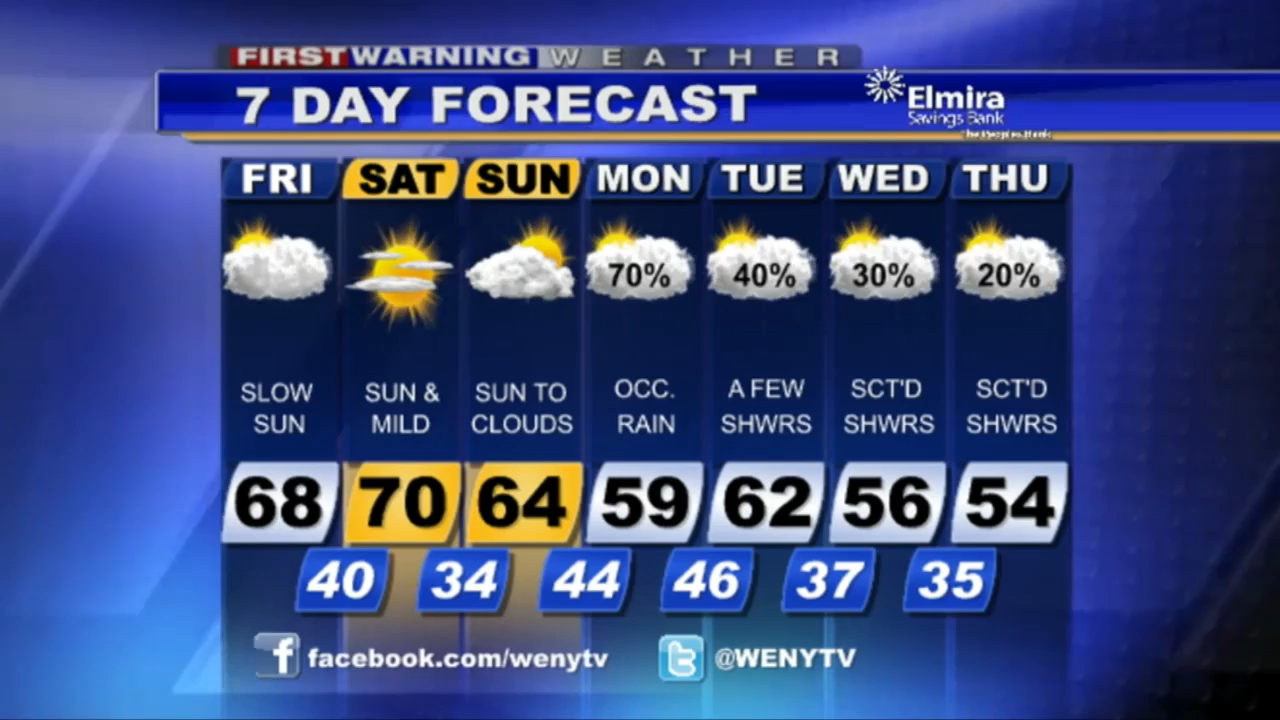 FIRST WARNING WEATHER
7 DAY FORECAST
Elmira
Savings Bank
FRI SAT SUN MON TUE WED THU
70% 40% 30% 20%
SLOW SUN & SUN TO OCC. A FEW SCT'D SCT'D
SUN MILD CLOUDS RAIN SHWRS SHWRS SHWRS
68 70 64 59 62 56 54
40 34 44 46 37 35
f facebook.com/wenytv t @WENYTV